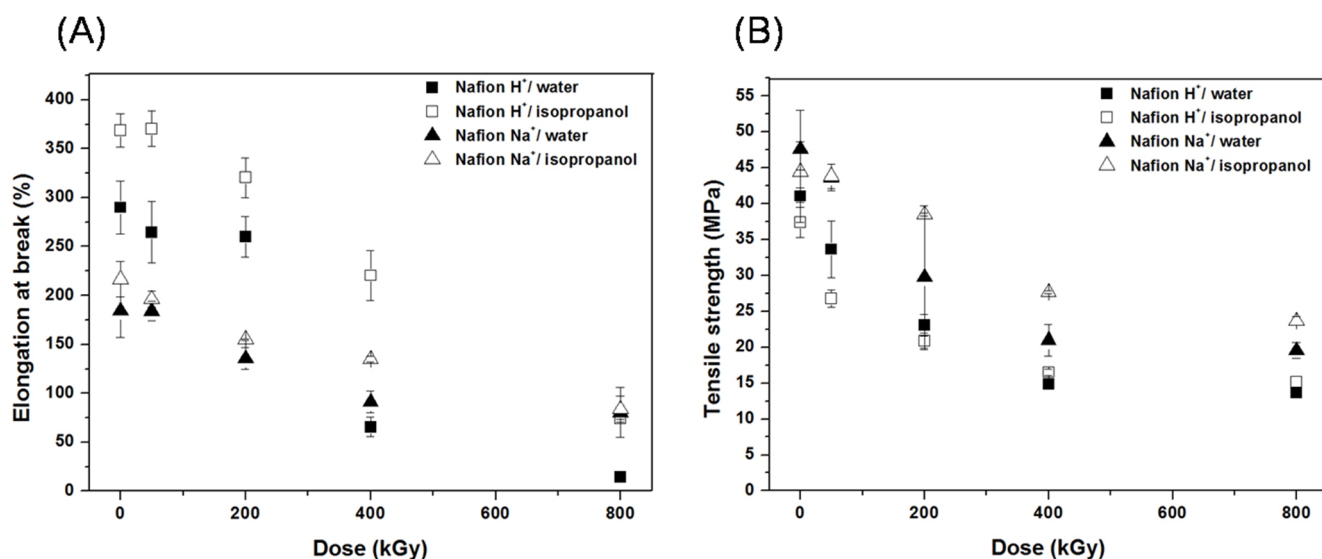 (A)
Nafion H⁺/ water
Nafion H⁺/ isopropanol
Nafion Na⁺/ water
Nafion Na⁺/ isopropanol
Elongation at break (%)
400
350
300
250
200
150
100
50
0
0 200 400 600 800
Dose (kGy)
(B)
Nafion H⁺/ water
Nafion H⁺/isopropanol
Nafion Na⁺/ water
Nafion Na⁺/ isopropanol
Tensile strength (MPa)
55
50
45
40
35
30
25
20
15
10
5
0
0 200 400 600 800
Dose (kGy)